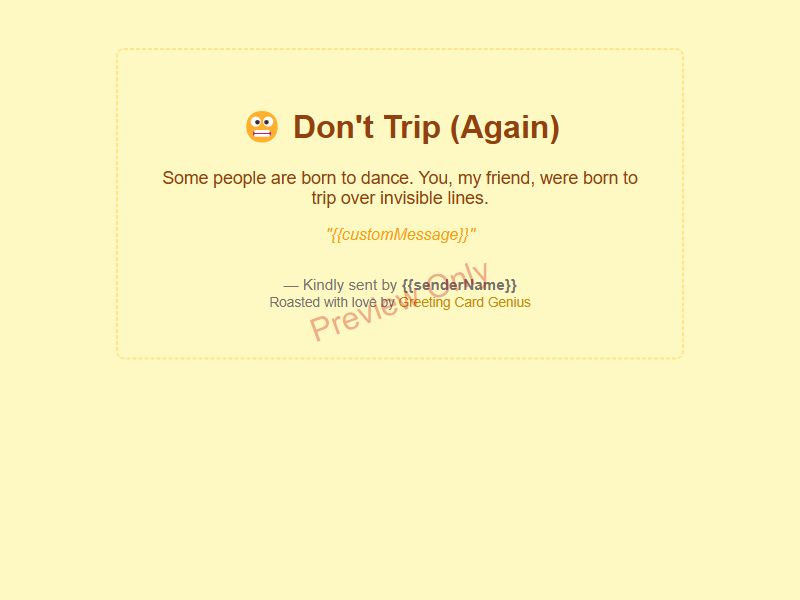 😬 Don't Trip (Again)
Some people are born to dance. You, my friend, were born to
trip over invisible lines.
"{{customMessage}}"
— Kindly sent by {{senderName}}
Roasted with love by Greeting Card Genius
Preview Only